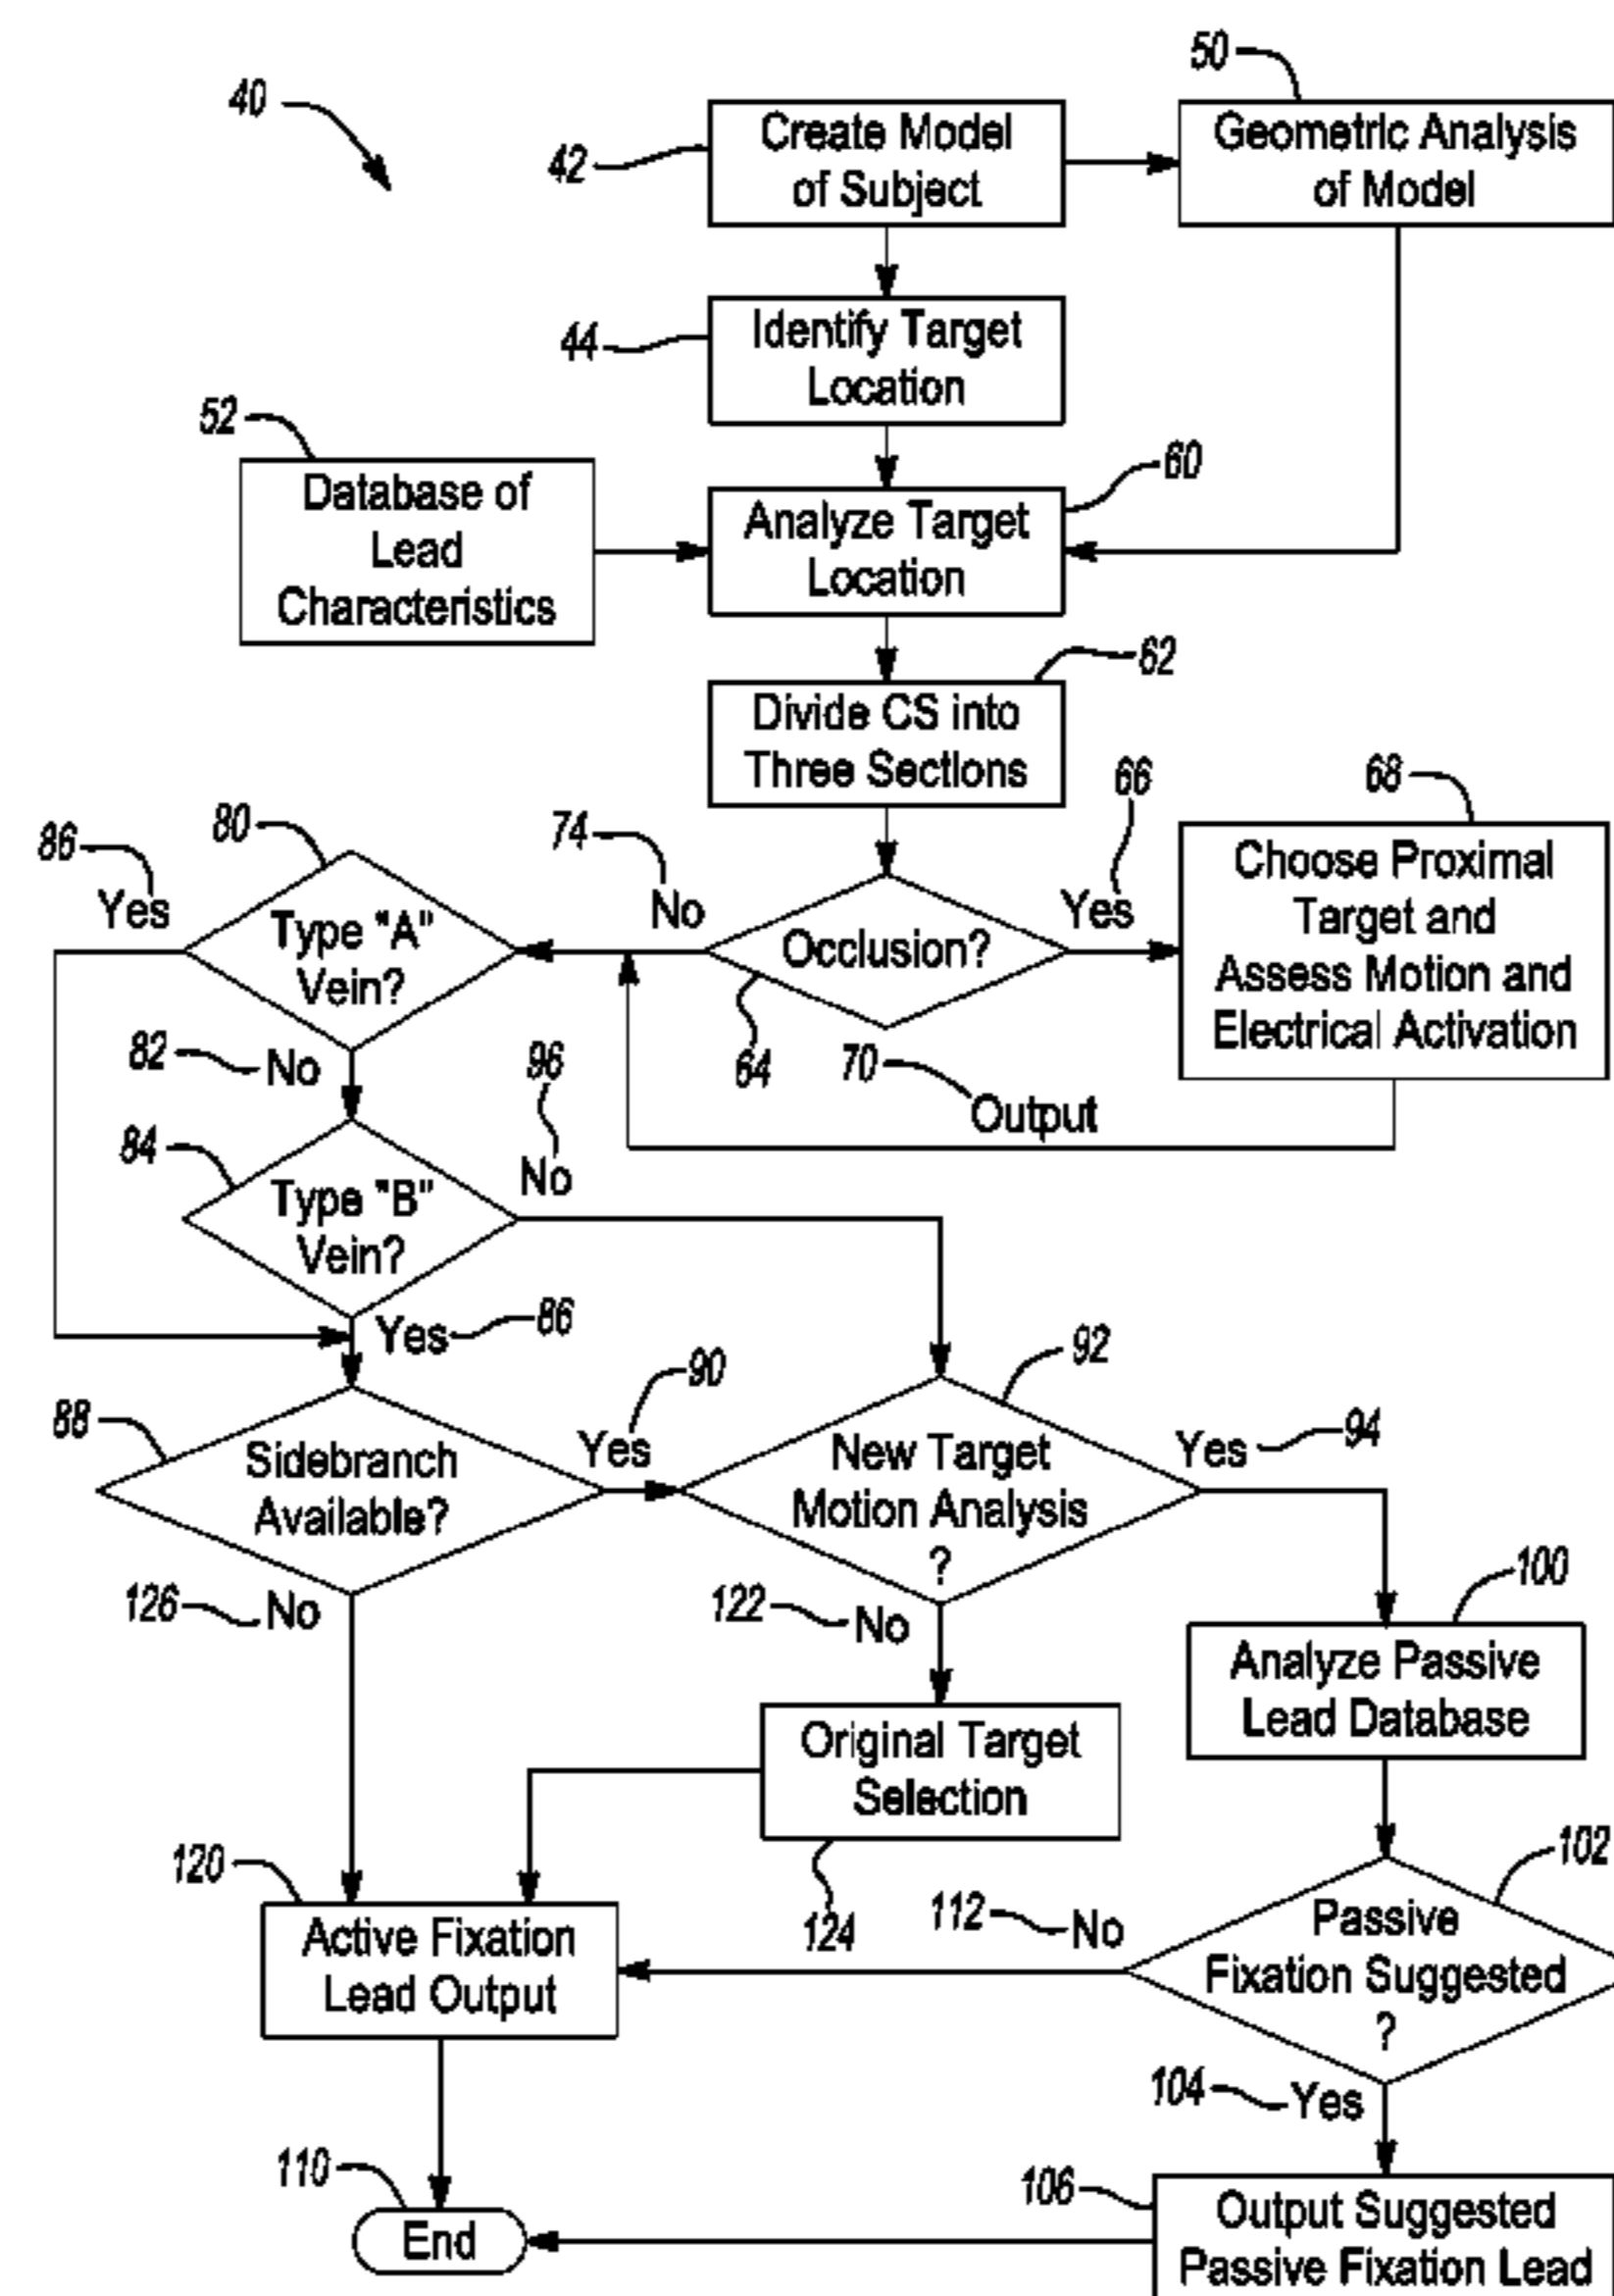 50
40
42
Create Model
of Subject
Geometric Analysis
of Model
44
Identify Target
Location
52
Database of
Lead
Characteristics
60
Analyze Target
Location
62
Divide CS into
Three Sections
66
68
86
Yes
80
Type "A"
Vein?
74
No
Occlusion?
64
Yes
Choose Proximal
Target and
Assess Motion and
Electrical Activation
82
No
96
No
70
Output
84
Type "B"
Vein?
Yes
86
88
Sidebranch
Available?
90
Yes
92
New Target
Motion Analysis
?
Yes
94
126
No
122
No
100
Analyze Passive
Lead Database
Original Target
Selection
124
120
Active Fixation
Lead Output
112
No
102
Passive
Fixation Suggested
?
104
Yes
110
End
106
Output Suggested
Passive Fixation Lead